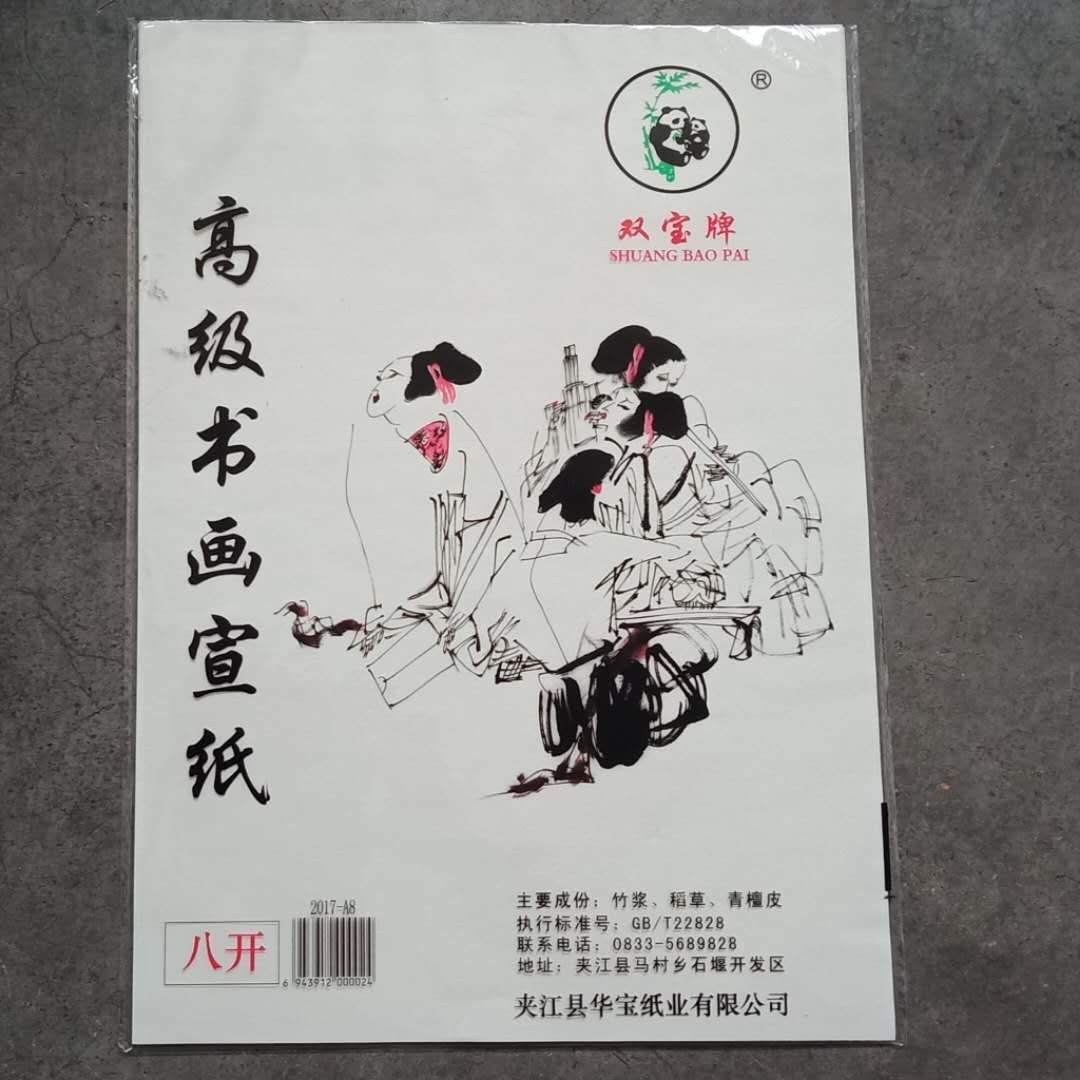 ®
双宝牌
SHUANG BAO PAI
高级书画宣纸
八开
2017-A8
6 943912 000024
主要成份：竹浆、稻草、青檀皮
执行标准号：GB/T22828
联系电话：0833-5689828
地址：夹江县马村乡石堰开发区
夹江县华宝纸业有限公司